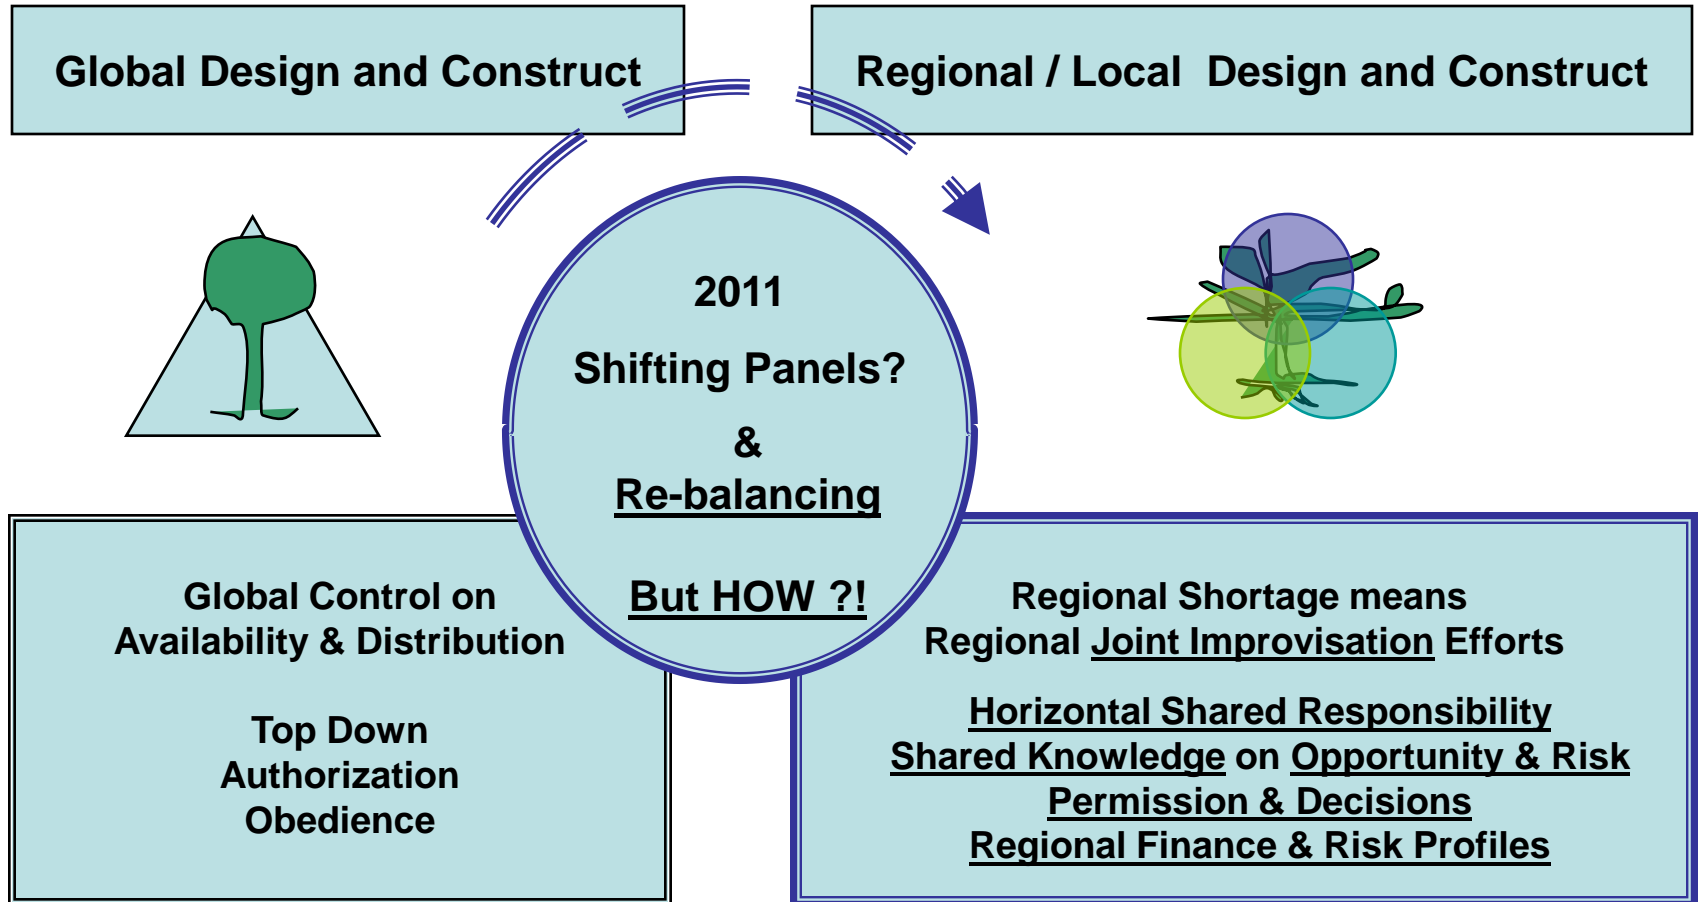 Global Design and Construct
Regional / Local Design and Construct
2011
Shifting Panels?
&
Re-balancing
But HOW ?!
Global Control on
Availability & Distribution
Top Down
Authorization
Obedience
Regional Shortage means
Regional Joint Improvisation Efforts
Horizontal Shared Responsibility
Shared Knowledge on Opportunity & Risk
Permission & Decisions
Regional Finance & Risk Profiles